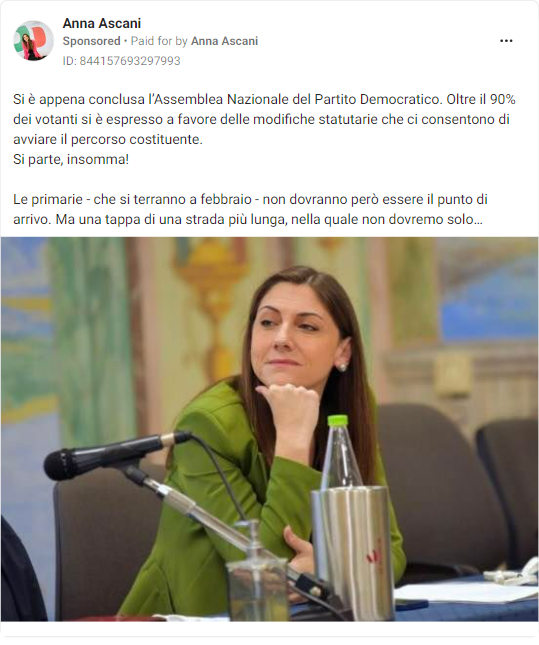 Anna Ascani
Sponsored • Paid for by Anna Ascani
ID: 844157693297993
Si è appena conclusa l'Assemblea Nazionale del Partito Democratico. Oltre il 90%
dei votanti si è espresso a favore delle modifiche statutarie che ci consentono di
avviare il percorso costituente.
Si parte, insomma!
Le primarie - che si terranno a febbraio - non dovranno però essere il punto di
arrivo. Ma una tappa di una strada più lunga, nella quale non dovremo solo...